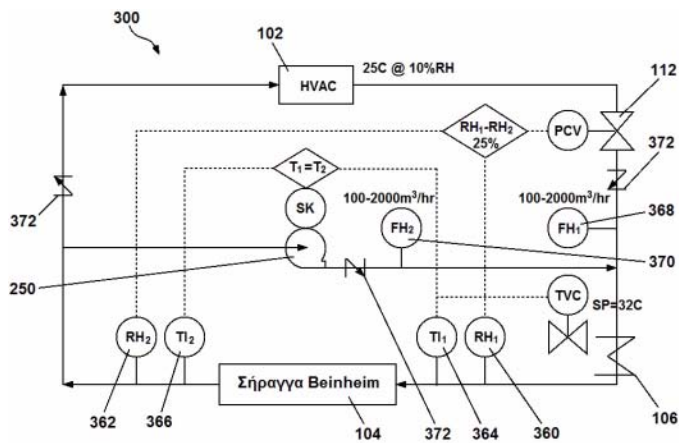 300
102
25C @ 10%RH
HVAC
112
RH₁-RH₂
25%
PCV
T₁=T₂
372
372
100-2000m³/hr
100-2000m³/hr
SK
FH₂
FH₁
368
370
250
TVC
SP=32C
RH₂
TI₂
TI₁
RH₁
Σήραγγα Beinheim
362
366
104
372
364
360
106